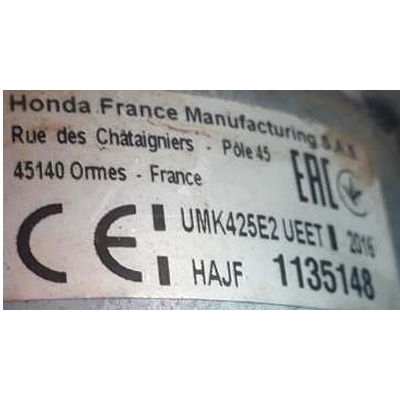 Honda France Manufacturing S.A.S
Rue des Châtaigniers - Pôle 45
45140 Ormes - France
EAC
CE
UMK425E2 UEET 2016
HAJF 1135148